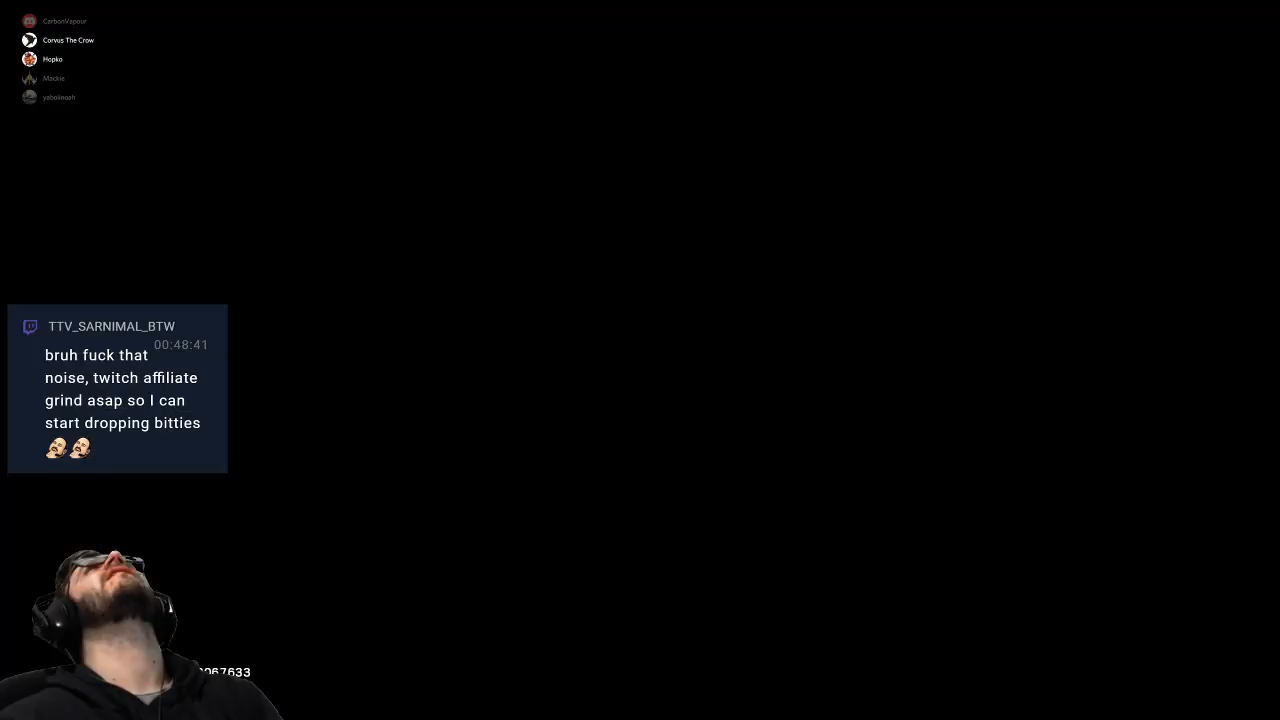 CarbonVapour
Corvus The Crow
Hopko
Mackie
yaboiinoah
TTV_SARNIMAL_BTW
00:48:41
bruh fuck that
noise, twitch affiliate
grind asap so I can
start dropping bitties
067633